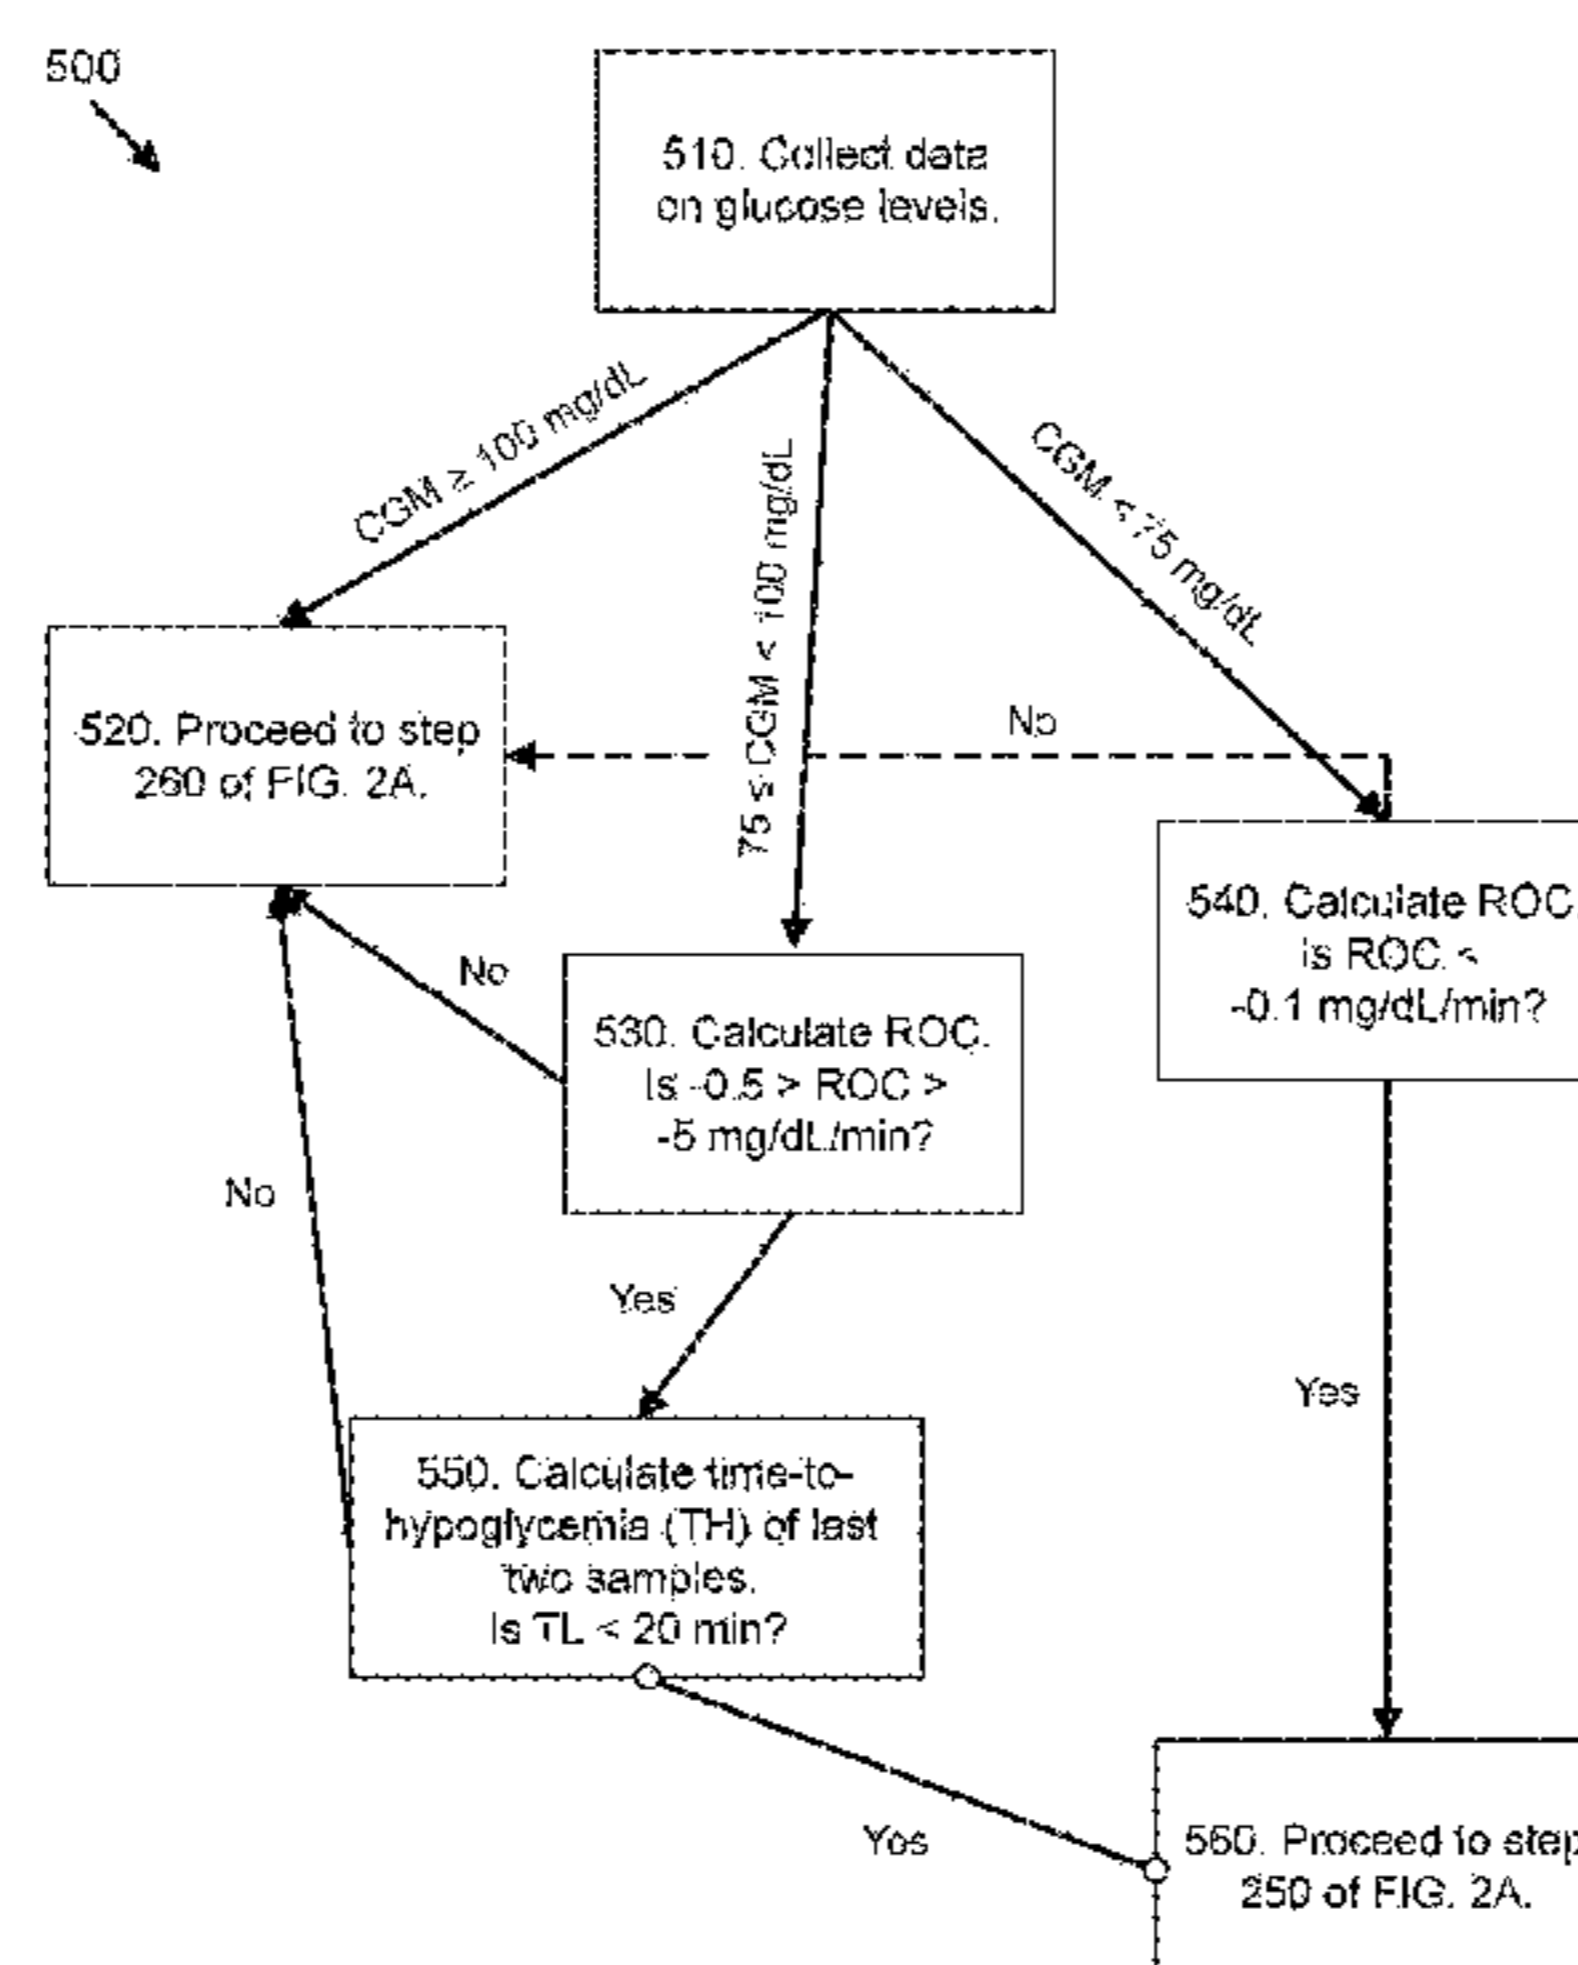 500
510. Collect data
on glucose levels.
CGM ≥ 100 mg/dL
75 ≤ CGM < 100 mg/dL
CGM < 75 mg/dL
520. Proceed to step
260 of FIG. 2A.
No
540. Calculate ROC.
Is ROC <
-0.1 mg/dL/min?
No
530. Calculate ROC.
Is -0.5 > ROC >
-5 mg/dL/min?
No
Yes
Yes
550. Calculate time-to-
hypoglycemia (TH) of last
two samples.
Is TL < 20 min?
Yes
560. Proceed to step
250 of FIG. 2A.